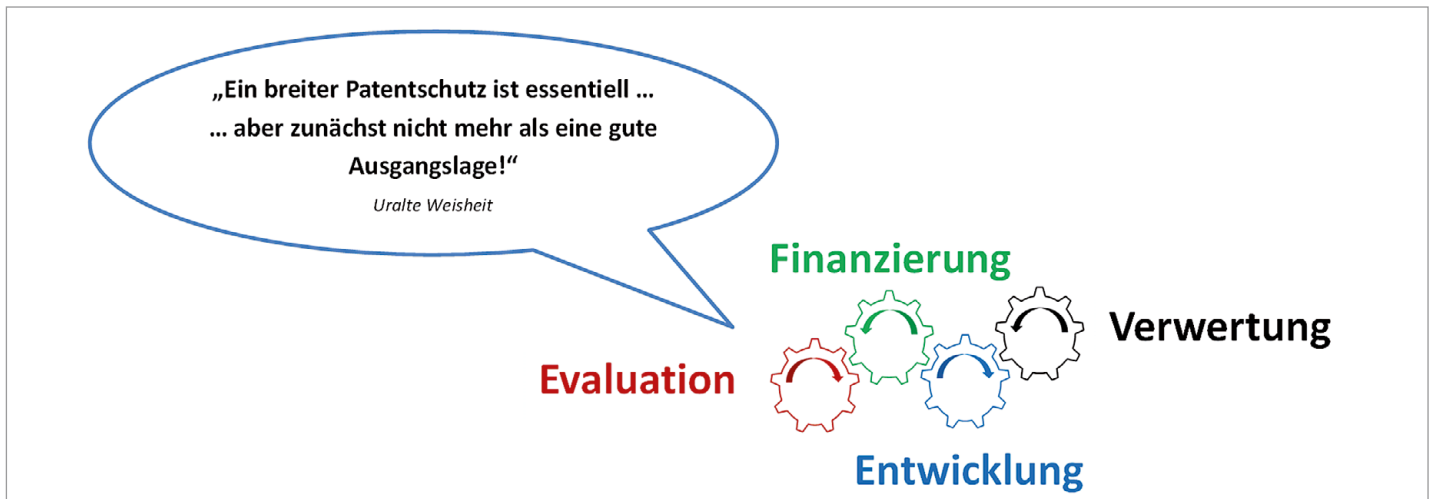 „Ein breiter Patentschutz ist essentiell ...
... aber zunächst nicht mehr als eine gute
Ausgangslage!“
Uralte Weisheit
Finanzierung
Verwertung
Evaluation
Entwicklung